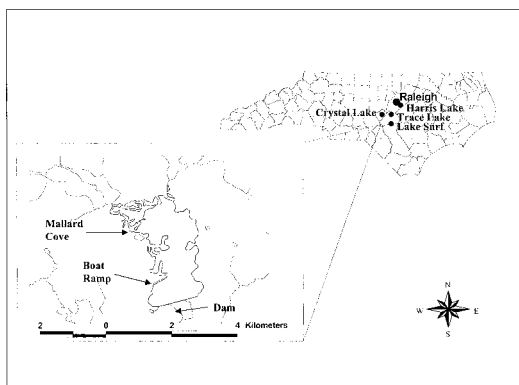 Raleigh
Harris Lake
Crystal Lake
Trace Lake
Lake Surf
Mallard
Cove
Boat
Ramp
Dam
2 0 2 4 Kilometers
N
W E
S